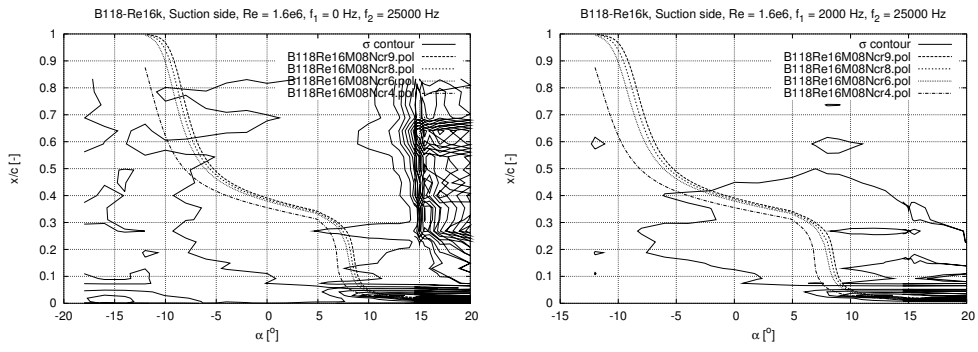 B118-Re16k, Suction side, Re = 1.6e6, f1 = 0 Hz, f2 = 25000 Hz
σ contour
B118Re16M08Ncr9.pol
B118Re16M08Ncr8.pol
B118Re16M08Ncr6.pol
B118Re16M08Ncr4.pol
1
0.9
0.8
0.7
0.6
0.5
0.4
0.3
0.2
0.1
0
x/c [-]
-20 -15 -10 -5 0 5 10 15 20
α [°]
B118-Re16k, Suction side, Re = 1.6e6, f1 = 2000 Hz, f2 = 25000 Hz
σ contour
B118Re16M08Ncr9.pol
B118Re16M08Ncr8.pol
B118Re16M08Ncr6.pol
B118Re16M08Ncr4.pol
1
0.9
0.8
0.7
0.6
0.5
0.4
0.3
0.2
0.1
0
x/c [-]
-15 -10 -5 0 5 10 15 20
α [°]